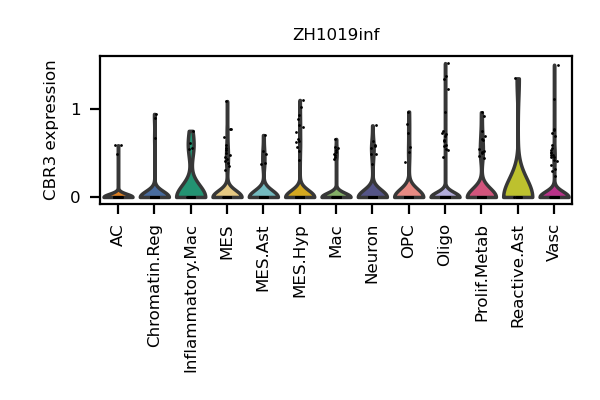 ZH1019inf
CBR3 expression
1
0
AC
Chromatin.Reg
Inflammatory.Mac
MES
MES.Ast
MES.Hyp
Mac
Neuron
OPC
Oligo
Prolif.Metab
Reactive.Ast
Vasc